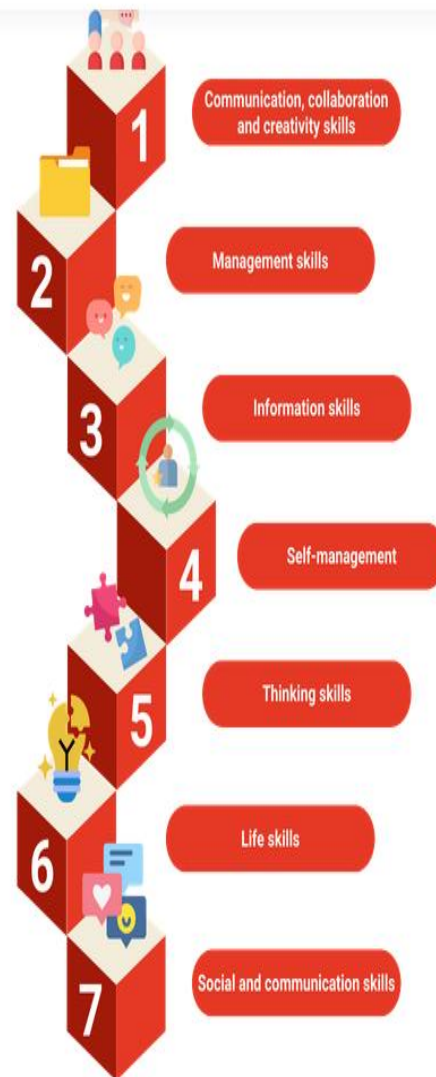 1
Communication, collaboration
and creativity skills
2
Management skills
3
Information skills
4
Self-management
5
Thinking skills
6
Life skills
7
Social and communication skills